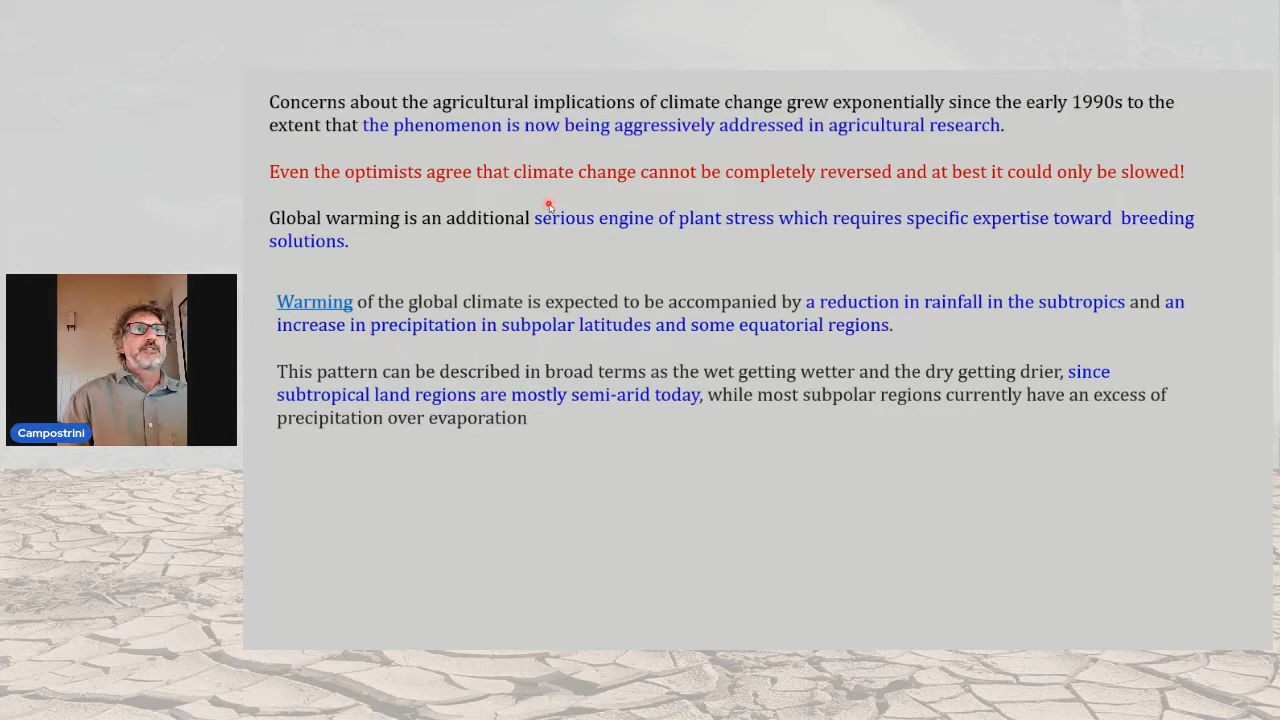 Concerns about the agricultural implications of climate change grew exponentially since the early 1990s to the
extent that the phenomenon is now being aggressively addressed in agricultural research.
Even the optimists agree that climate change cannot be completely reversed and at best it could only be slowed!
Global warming is an additional serious engine of plant stress which requires specific expertise toward breeding
solutions.
Warming of the global climate is expected to be accompanied by a reduction in rainfall in the subtropics and an
increase in precipitation in subpolar latitudes and some equatorial regions.
This pattern can be described in broad terms as the wet getting wetter and the dry getting drier, since
subtropical land regions are mostly semi-arid today, while most subpolar regions currently have an excess of
precipitation over evaporation
Campostrini